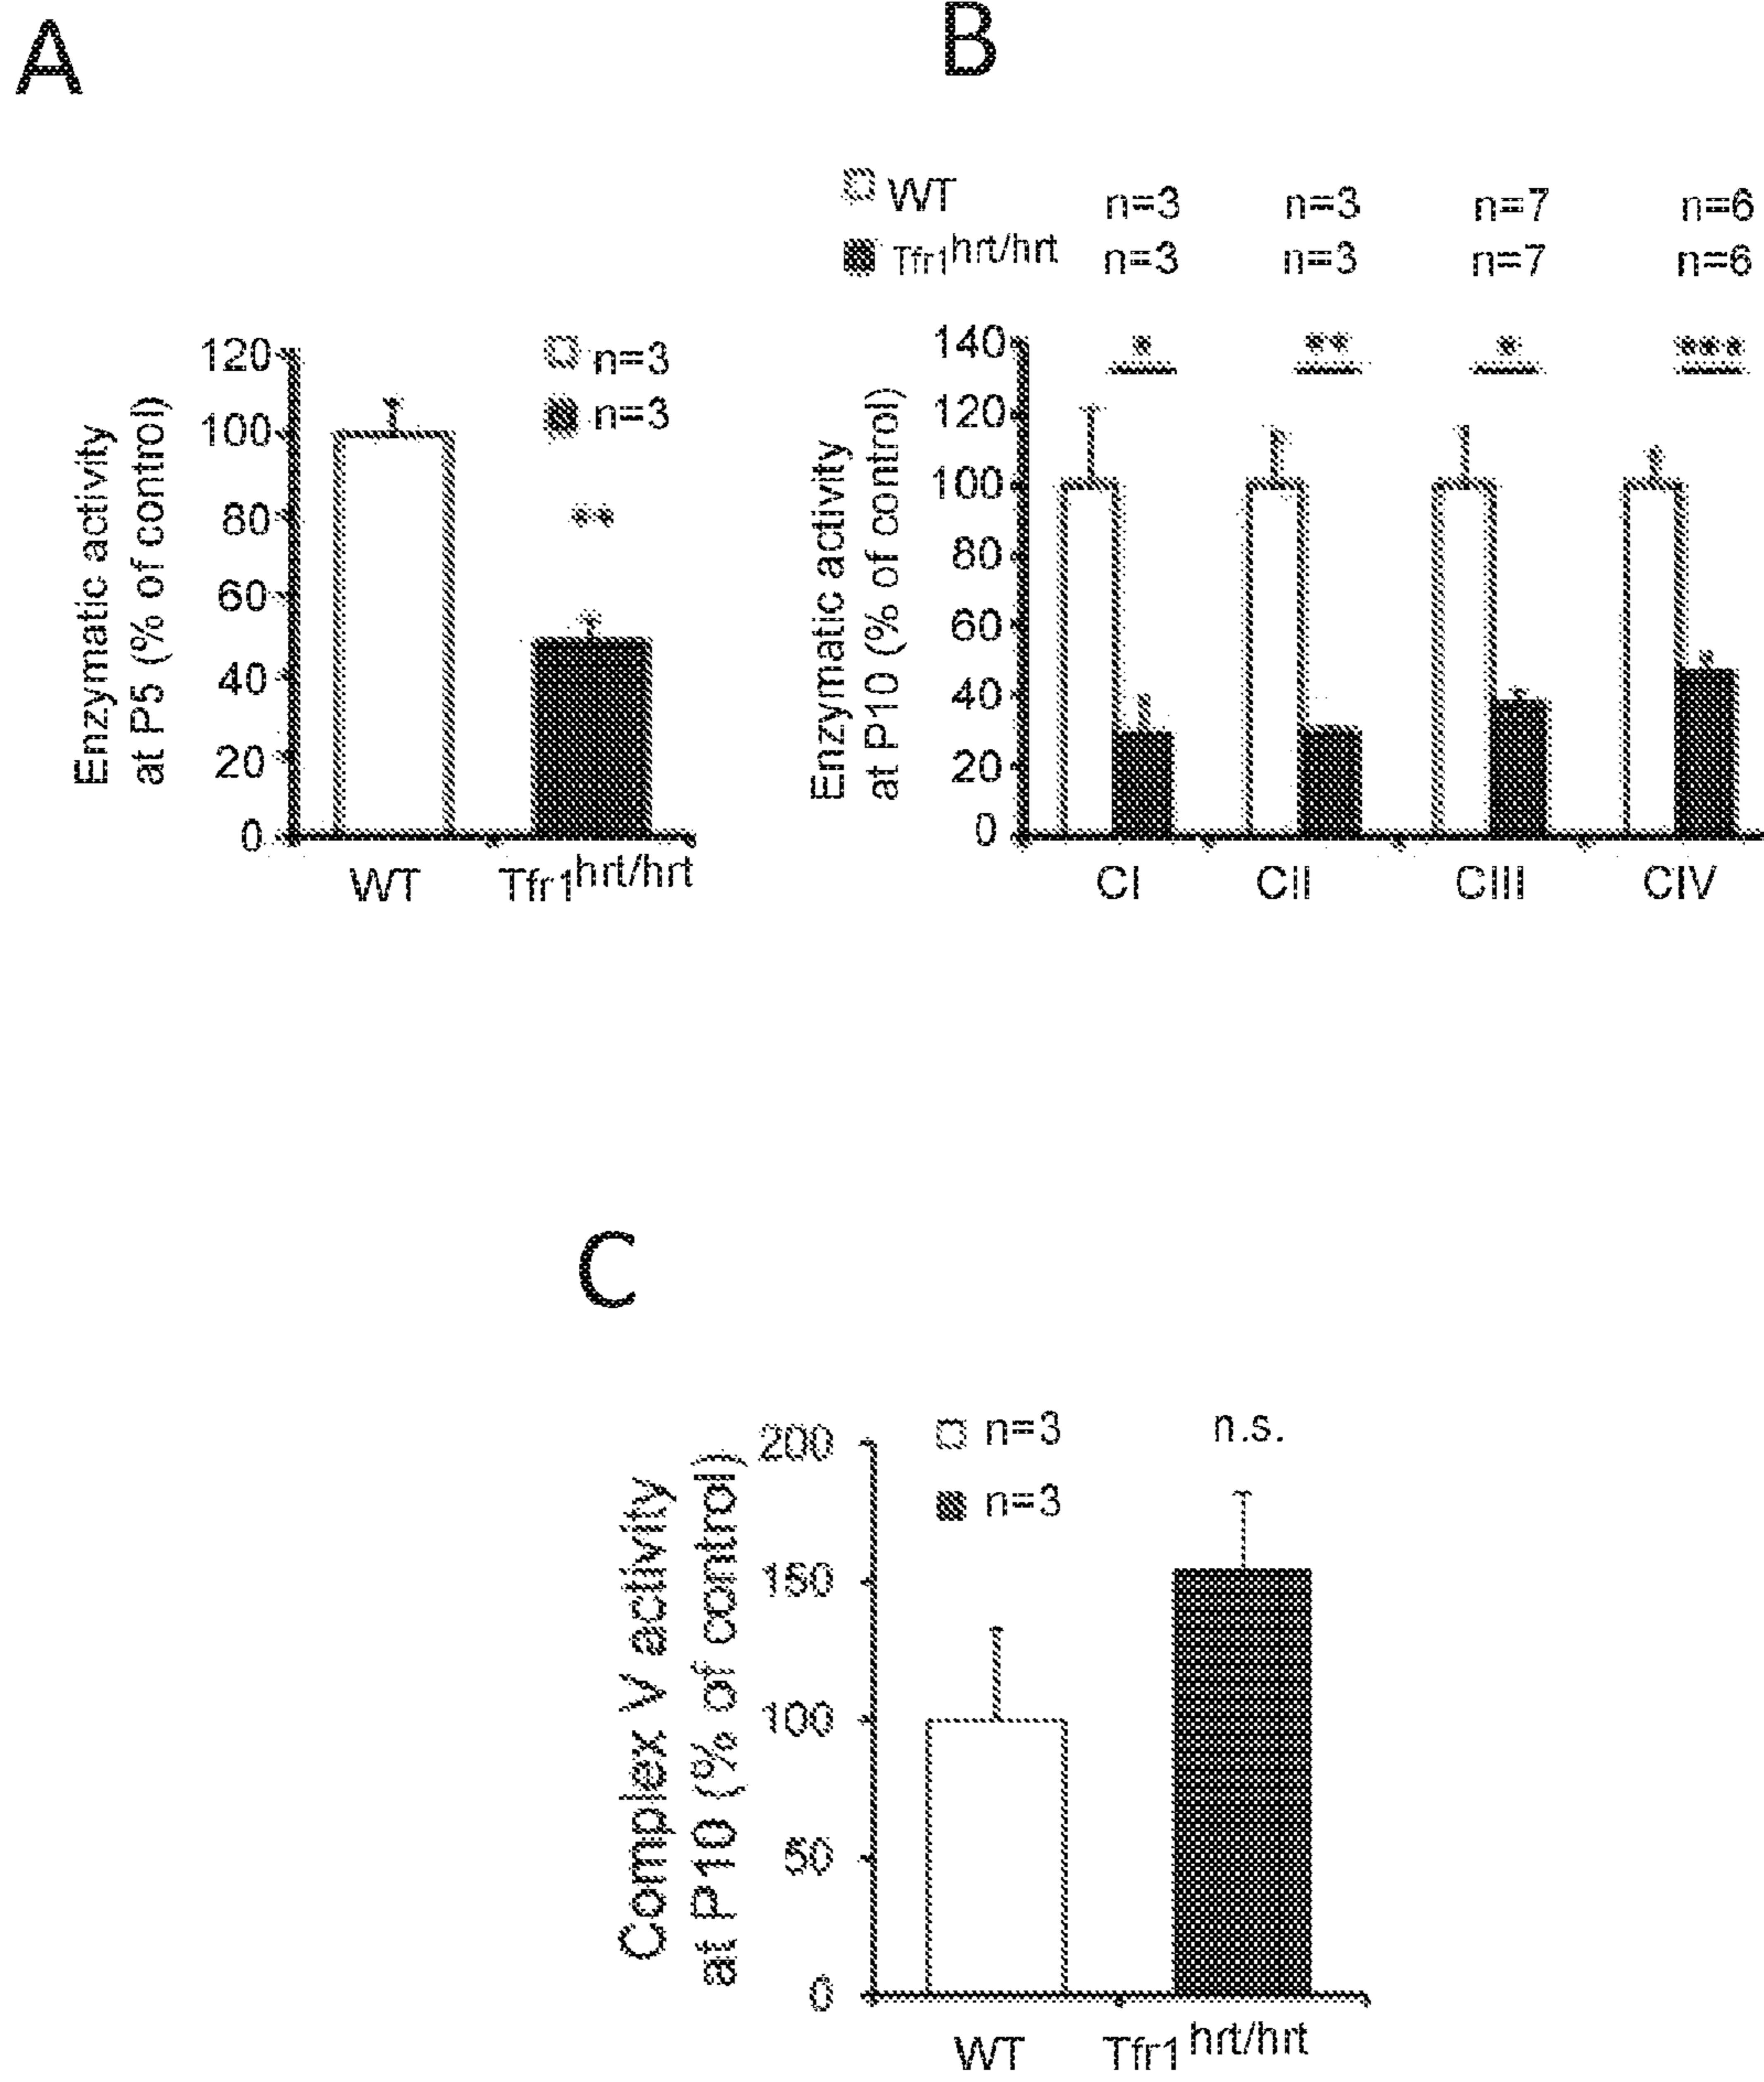 A
B
WT n=3 n=3 n=7 n=6
Tfr1hrt/hrt n=3 n=3 n=7 n=6
Enzymatic activity
at P5 (% of control)
120
100
80
60
40
20
0
n=3
n=3
**
WT Tfr1hrt/hrt
Enzymatic activity
at P10 (% of control)
140
120
100
80
60
40
20
0
* ** * ***
CI CII CIII CIV
C
Complex V activity
at P10 (% of control)
200
150
100
50
0
n=3
n=3
n.s.
WT Tfr1hrt/hrt